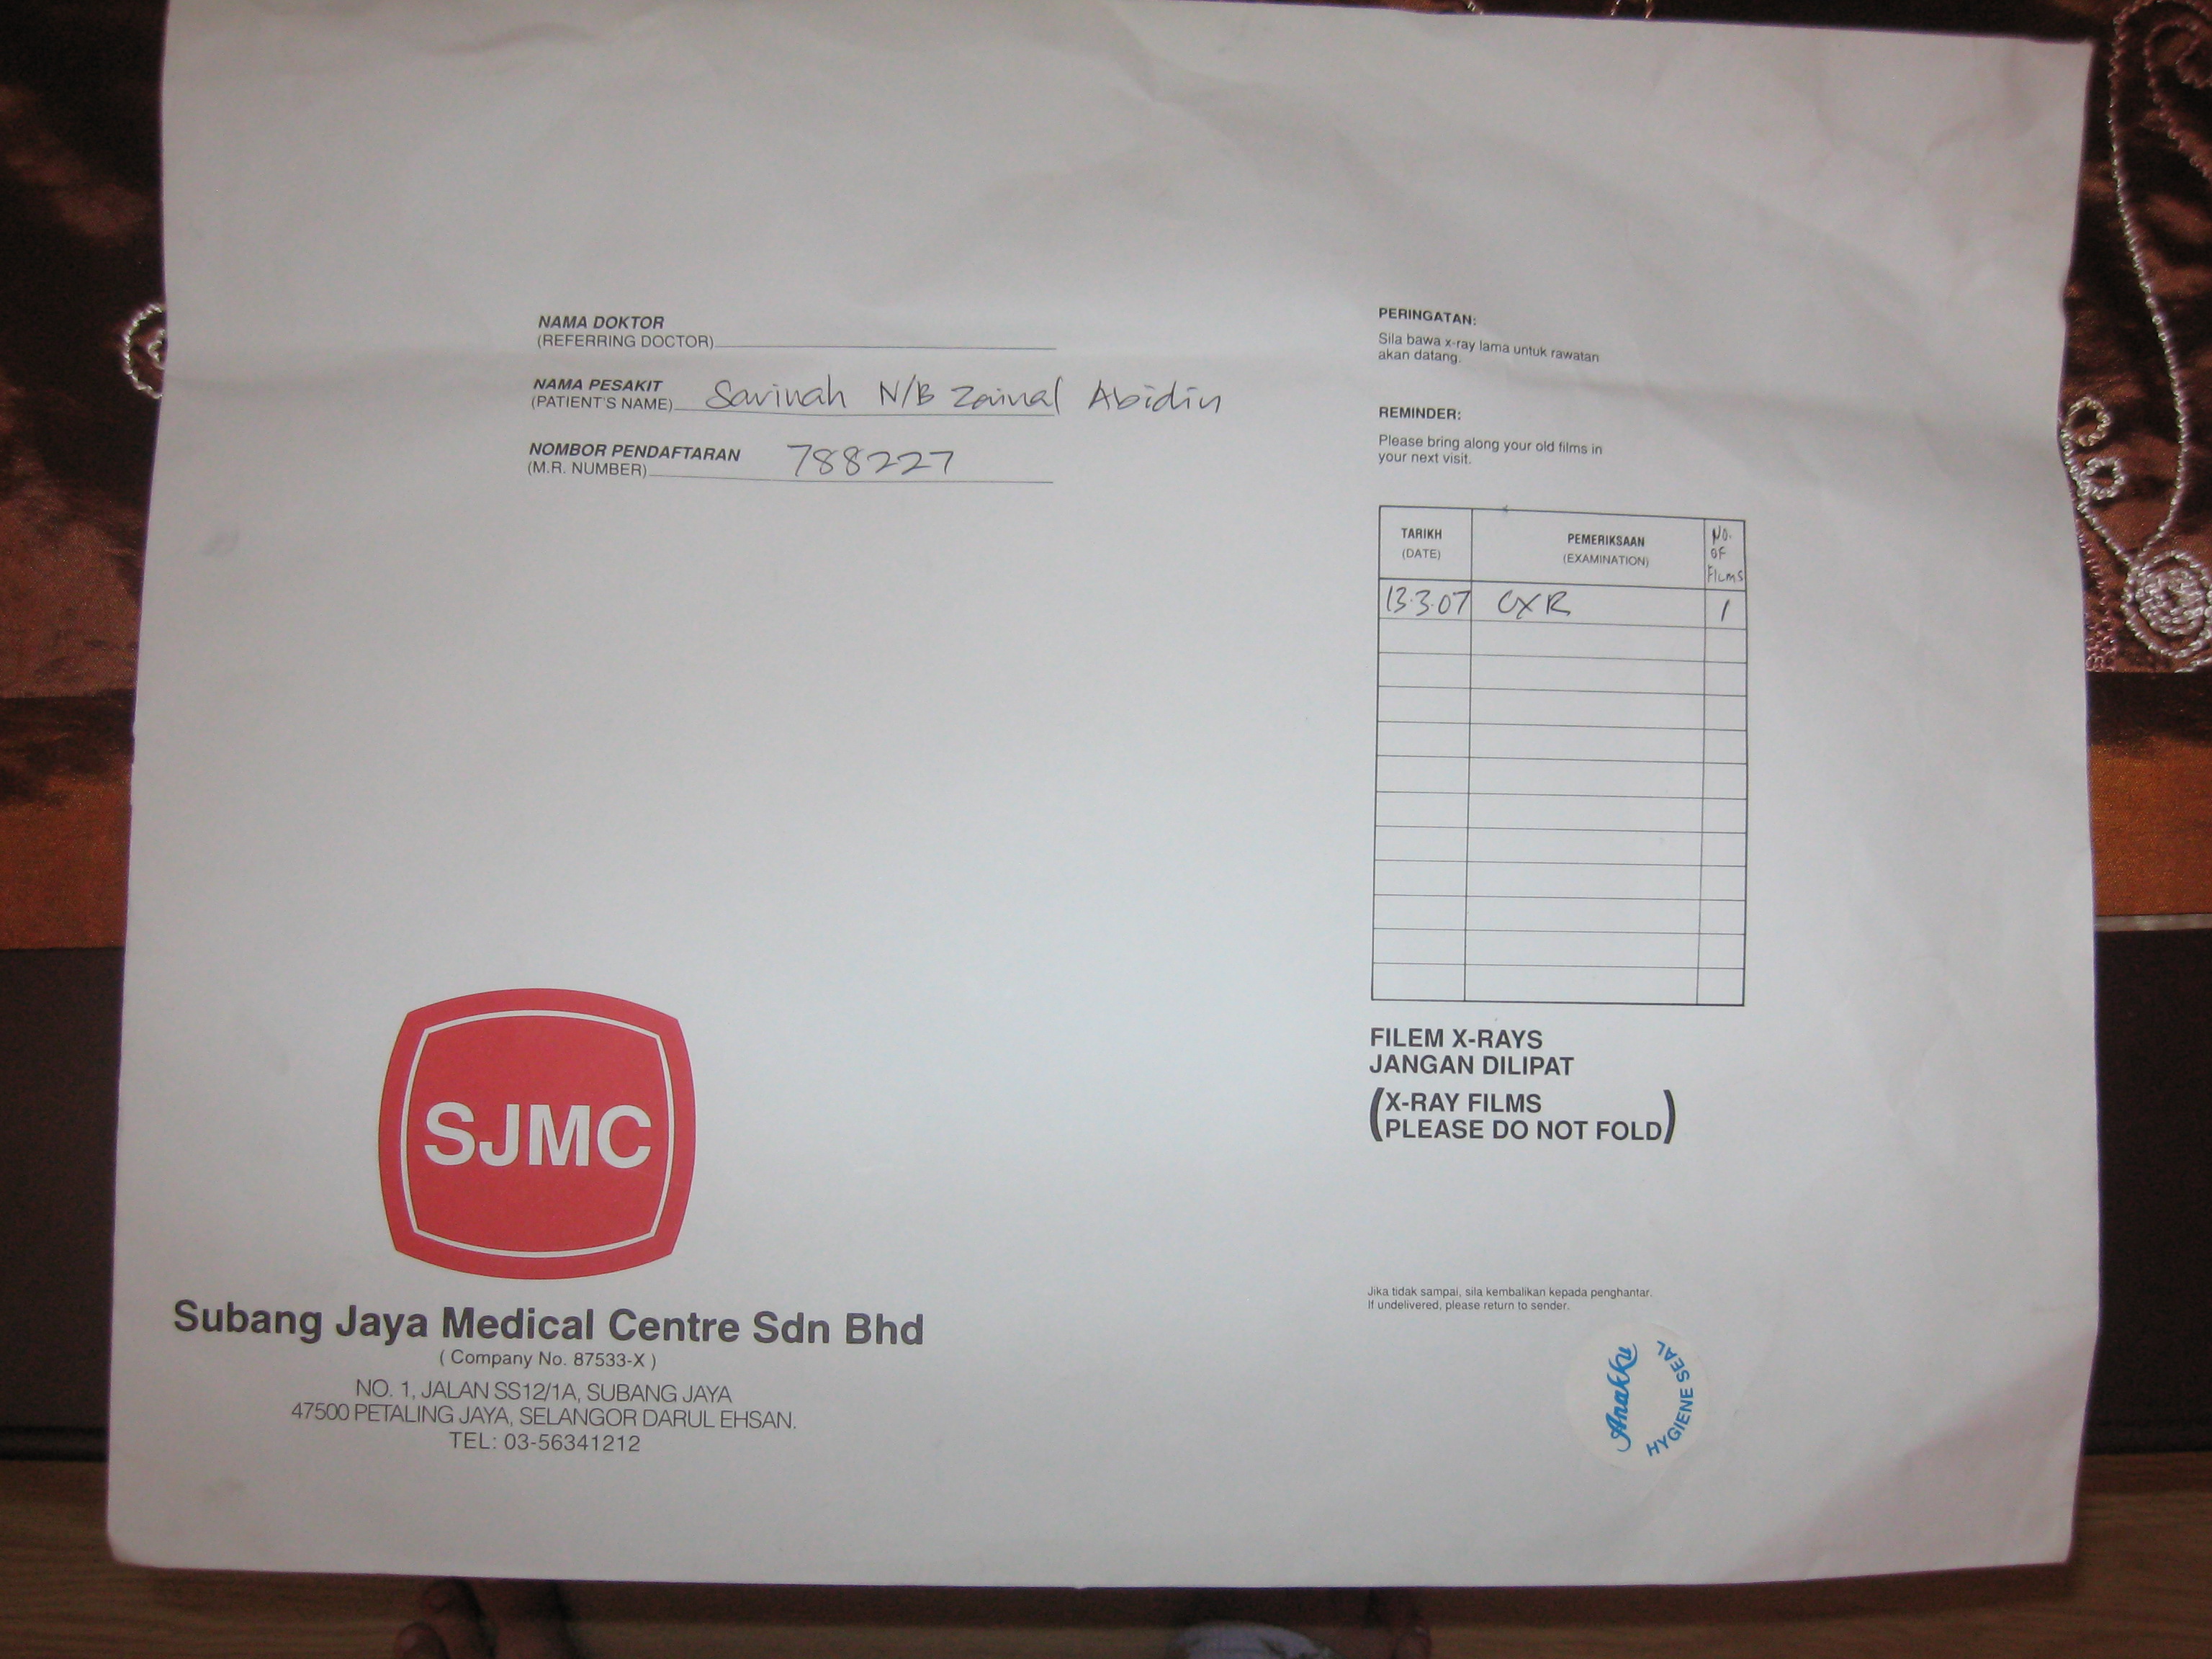 NAMA DOKTOR
(REFERRING DOCTOR)
NAMA PESAKIT
(PATIENT'S NAME) Sarinah N/B Zainal Abidin
NOMBOR PENDAFTARAN
(M.R. NUMBER) 788227
PERINGATAN:
Sila bawa x-ray lama untuk rawatan
akan datang.
REMINDER:
Please bring along your old films in
your next visit.
TARIKH
(DATE)
PEMERIKSAAN
(EXAMINATION)
No.
OF
FILMS
13.3.07 CXR 1
FILEM X-RAYS
JANGAN DILIPAT
(X-RAY FILMS
PLEASE DO NOT FOLD)
SJMC
Subang Jaya Medical Centre Sdn Bhd
( Company No. 87533-X )
NO. 1, JALAN SS12/1A, SUBANG JAYA
47500 PETALING JAYA, SELANGOR DARUL EHSAN.
TEL: 03-56341212
Jika tidak sampai, sila kembalikan kepada penghantar.
If undelivered, please return to sender.
Anakku
HYGIENE SEAL